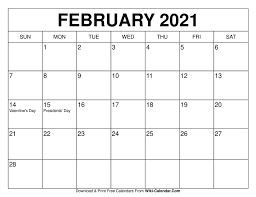 FEBRUARY 2021
SUN MON TUE WED THU FRI SAT
1 2 3 4 5 6
7 8 9 10 11 12 13
14 15 16 17 18 19 20
Valentine's Day Presidents' Day
21 22 23 24 25 26 27
28
Download & Print Free Calendars From Wiki-Calendar.Com